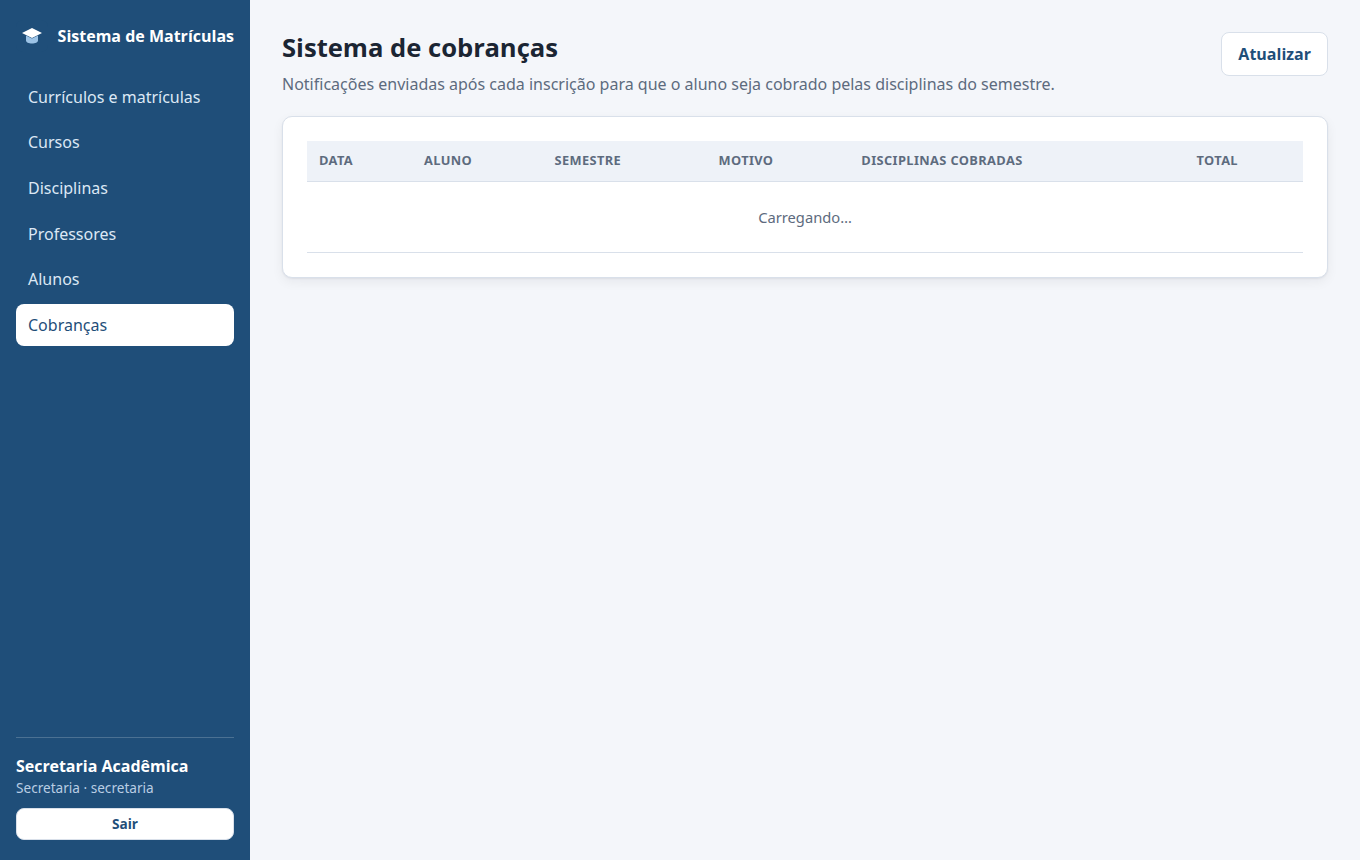 Sistema de Matrículas
Currículos e matrículas
Cursos
Disciplinas
Professores
Alunos
Cobranças
Secretaria Acadêmica
Secretaria · secretaria
Sair
Sistema de cobranças
Notificações enviadas após cada inscrição para que o aluno seja cobrado pelas disciplinas do semestre.
Atualizar
DATA ALUNO SEMESTRE MOTIVO DISCIPLINAS COBRADAS TOTAL
Carregando...